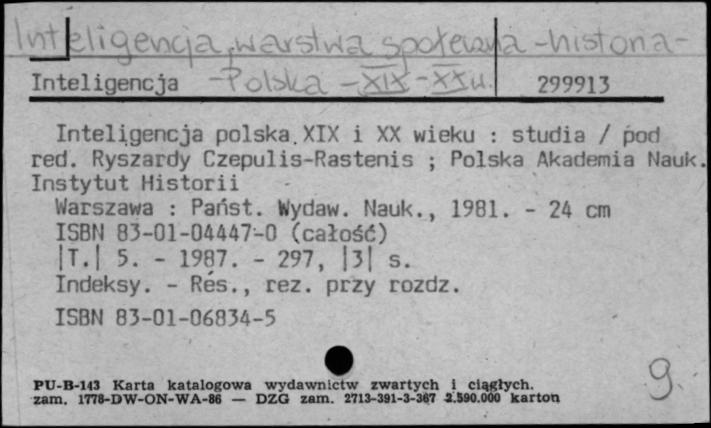 Inteligencja, warstwa społeczna - historia -
Inteligencja - Polska - XIX - XX w. 299913
Inteligencja polska XIX i XX wieku : studia / pod
red. Ryszardy Czepulis-Rastenis ; Polska Akademia Nauk.
Instytut Historii
Warszawa : Państ. Wydaw. Nauk., 1981. - 24 cm
ISBN 83-01-04447-0 (całość)
|T.| 5. - 1987. - 297, |3| s.
Indeksy. - Rés., rez. przy rozdz.
ISBN 83-01-06834-5
9.
PU-B-143 Karta katalogowa wydawnictw zwartych i ciągłych.
zam. 1778-DW-ON-WA-86 — DZG zam. 2713-391-3-367 2.590.000 karton